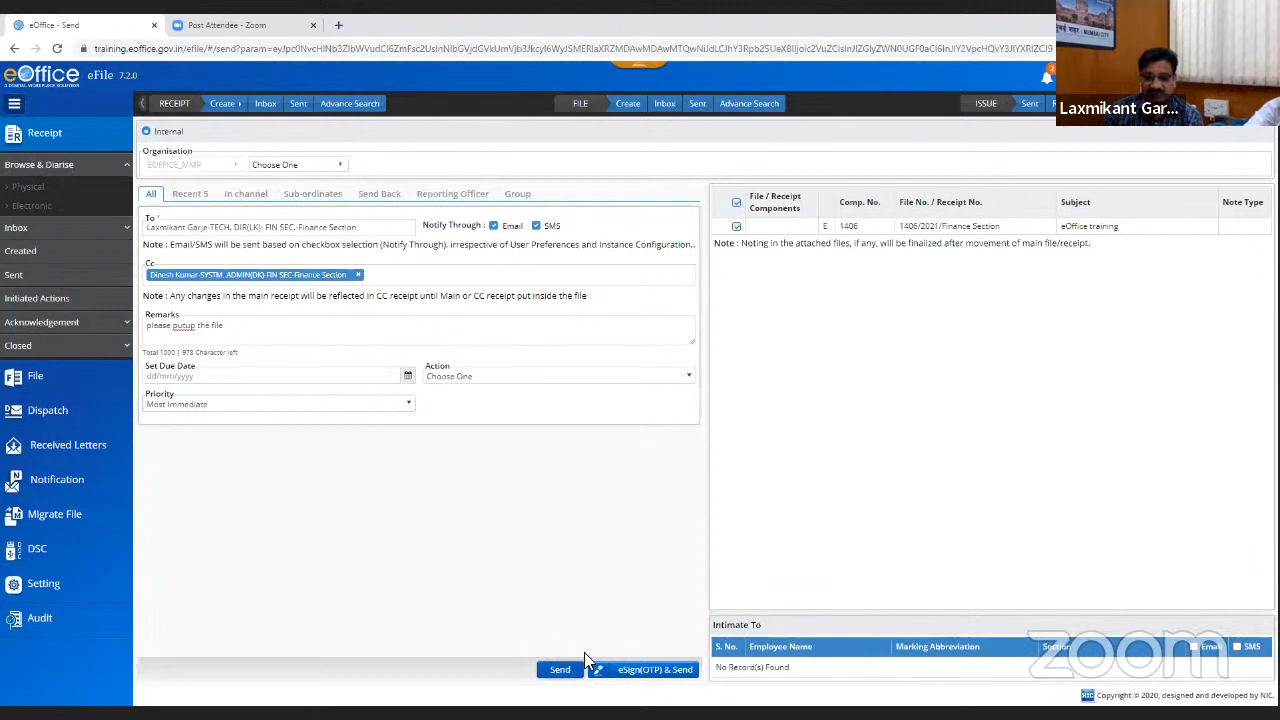 eOffice - Send
Post Attendee - Zoom
eOffice eFile 7.2.0
A DIGITAL WORKPLACE SOLUTION
RECEIPT Create Inbox Sent Advance Search FILE Create Inbox Sent Advance Search ISSUE Sent
2
Laxmikant Gar...
Receipt
Browse & Diarise
Physical
Electronic
Inbox
Created
Sent
Initiated Actions
Acknowledgement
Closed
File
Dispatch
Received Letters
Notification
Migrate File
DSC
Setting
Audit
Internal
Organisation
EOFFICE_MMP Choose One
All Recent 5 In channel Sub-ordinates Send Back Reporting Officer Group
To *
Laxmikant Garje-TECH. DIR(LK)- FIN SEC.-Finance Section
Notify Through : Email SMS
Note : Email/SMS will be sent based on checkbox selection (Notify Through), irrespective of User Preferences and Instance Configuration..
Cc
Dinesh Kumar-SYSTM. ADMIN(DK)-FIN SEC-Finance Section ×
Note : Any changes in the main receipt will be reflected in CC receipt until Main or CC receipt put inside the file
Remarks
please putup the file
Total 1000 | 978 Character left
Set Due Date
dd/mm/yyyy
Action
Choose One
Priority
Most Immediate
Send eSign(OTP) & Send
File / Receipt Components Comp. No. File No. / Receipt No. Subject Note Type
E 1406 1406/2021/Finance Section eOffice training
Note : Noting in the attached files, if any, will be finalized after movement of main file/receipt.
Intimate To
S. No. Employee Name Marking Abbreviation Section Email SMS
No Record(s) Found
zoom
Copyright © 2020, designed and developed by NIC.